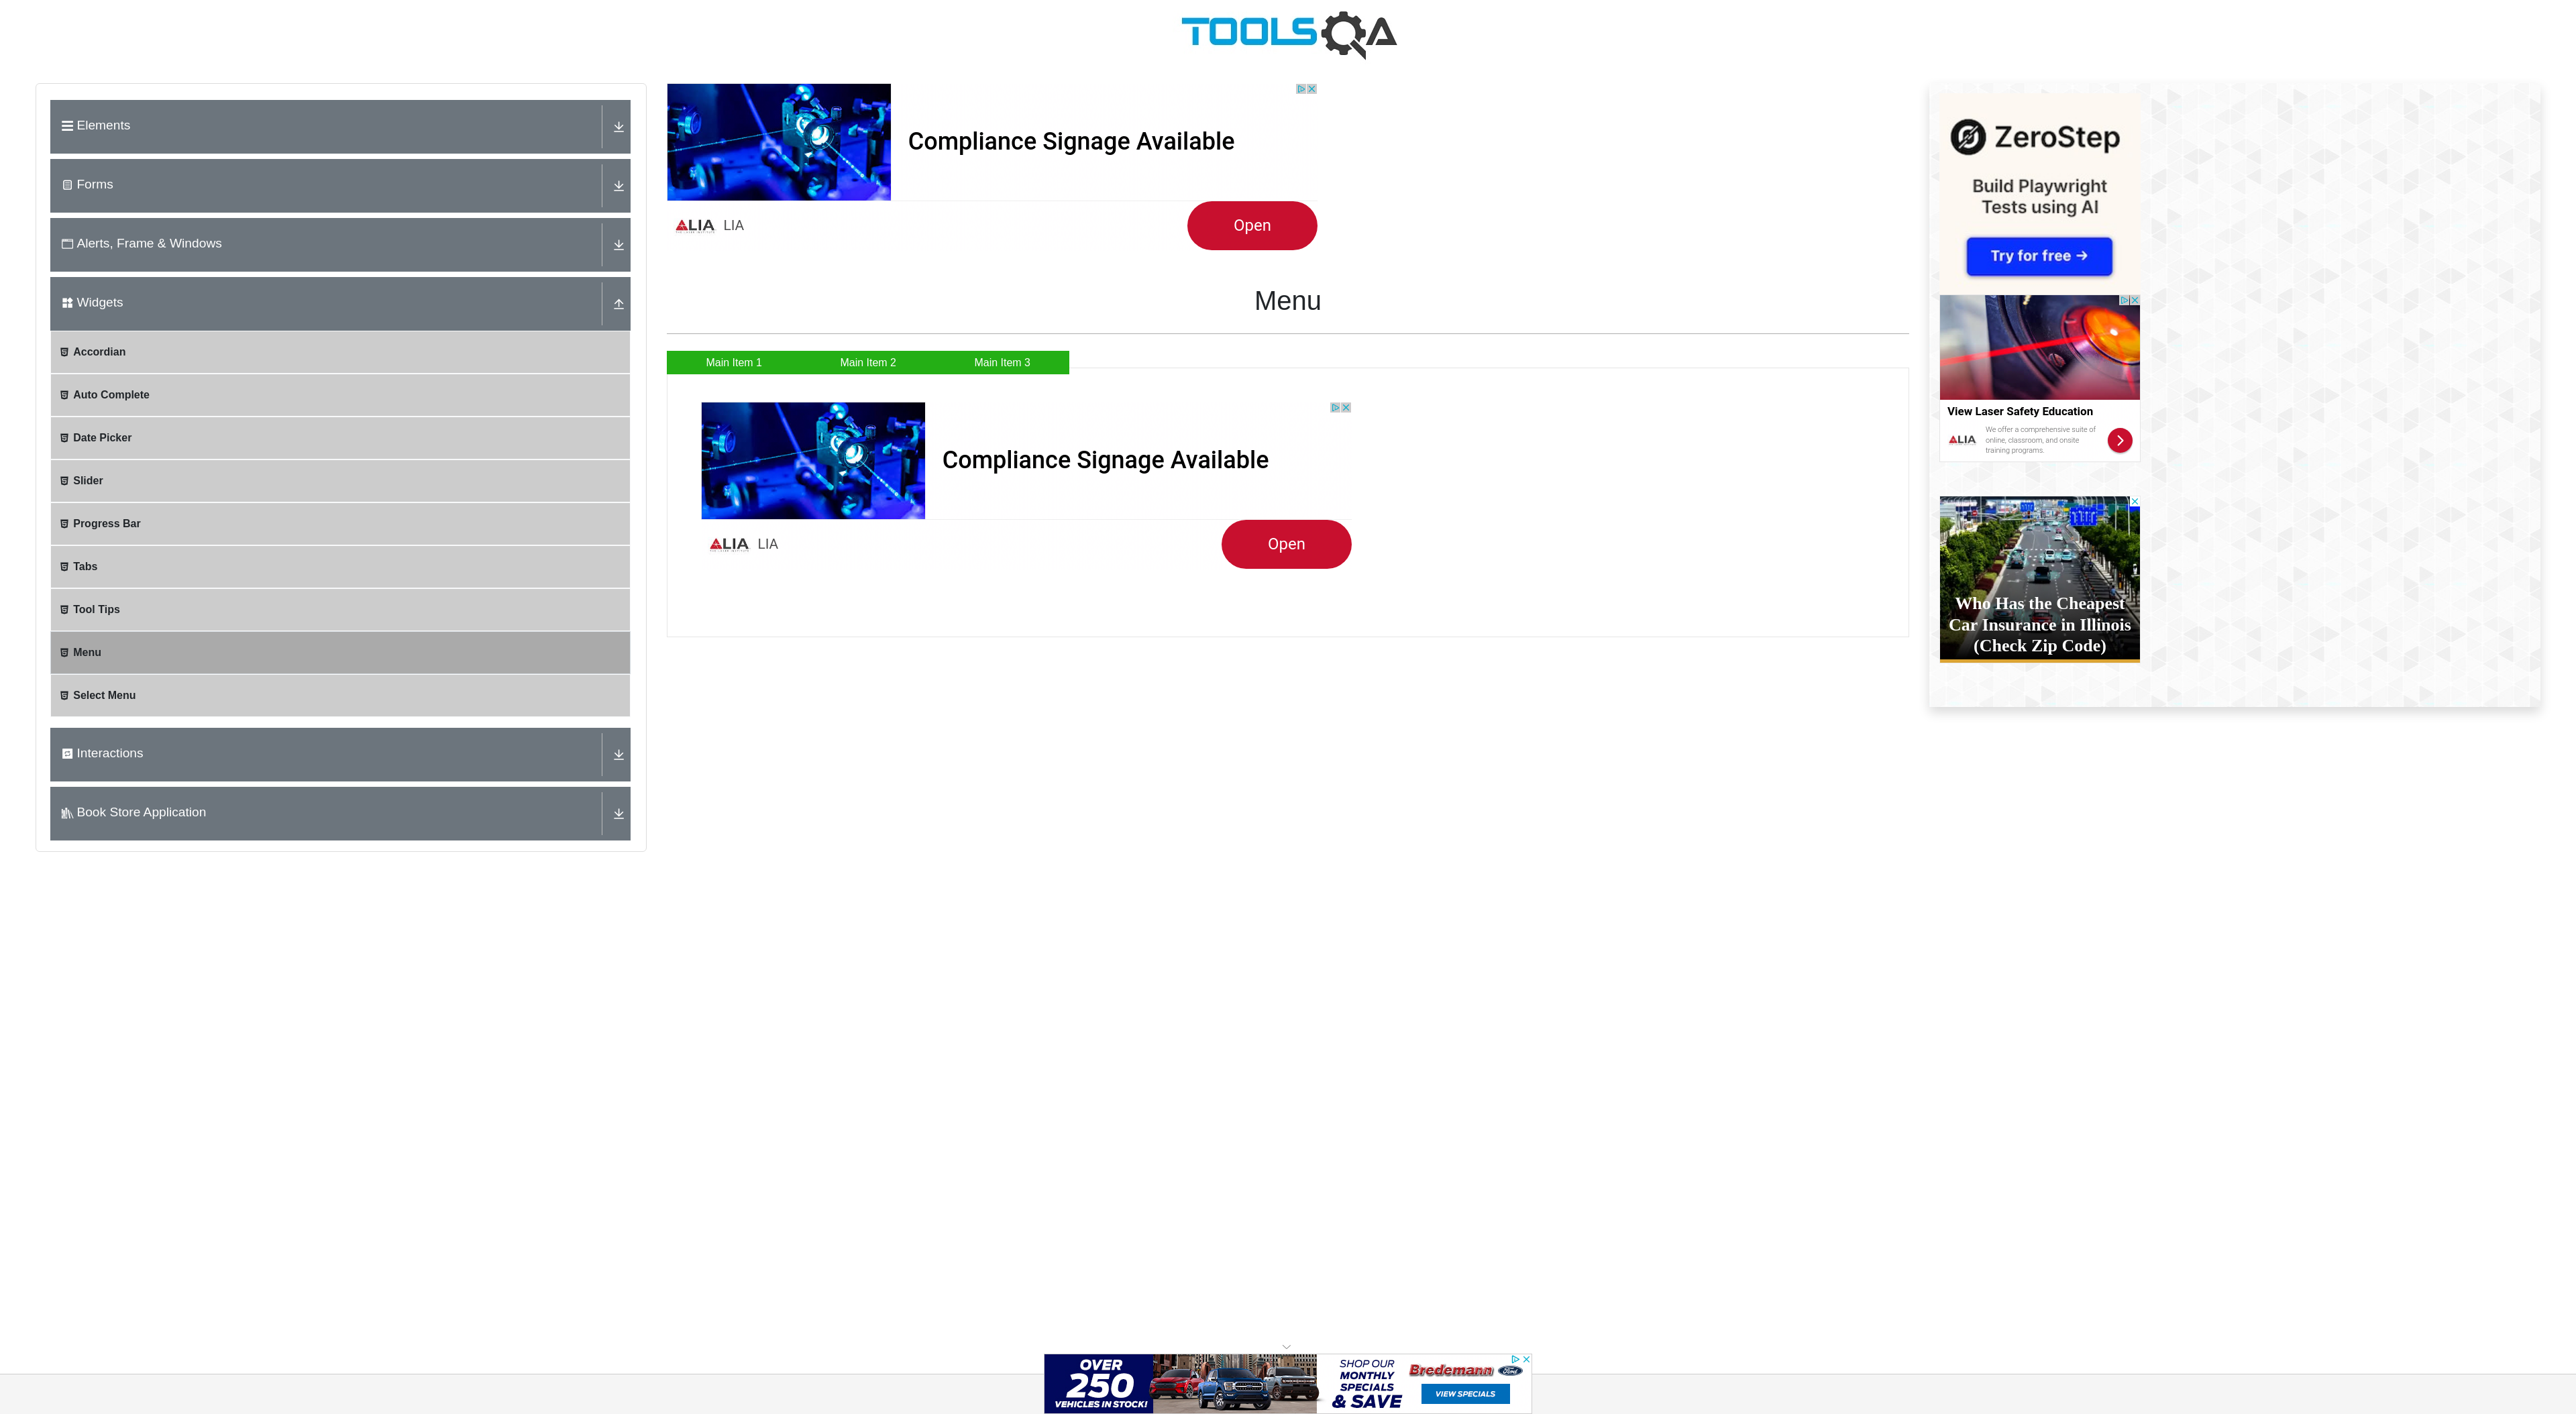 TOOLSQA
Elements
Forms
Alerts, Frame & Windows
Widgets
Accordian
Auto Complete
Date Picker
Slider
Progress Bar
Tabs
Tool Tips
Menu
Select Menu
Interactions
Book Store Application
Compliance Signage Available
LIA LIA
Open
Menu
Main Item 1 Main Item 2 Main Item 3
Compliance Signage Available
LIA LIA
Open
ZeroStep
Build Playwright
Tests using AI
Try for free →
View Laser Safety Education
LIA
We offer a comprehensive suite of
online, classroom, and onsite
training programs.
Who Has the Cheapest
Car Insurance in Illinois
(Check Zip Code)
OVER
250
VEHICLES IN STOCK!
SHOP OUR
MONTHLY
SPECIALS
& SAVE
Bredemann Ford
VIEW SPECIALS